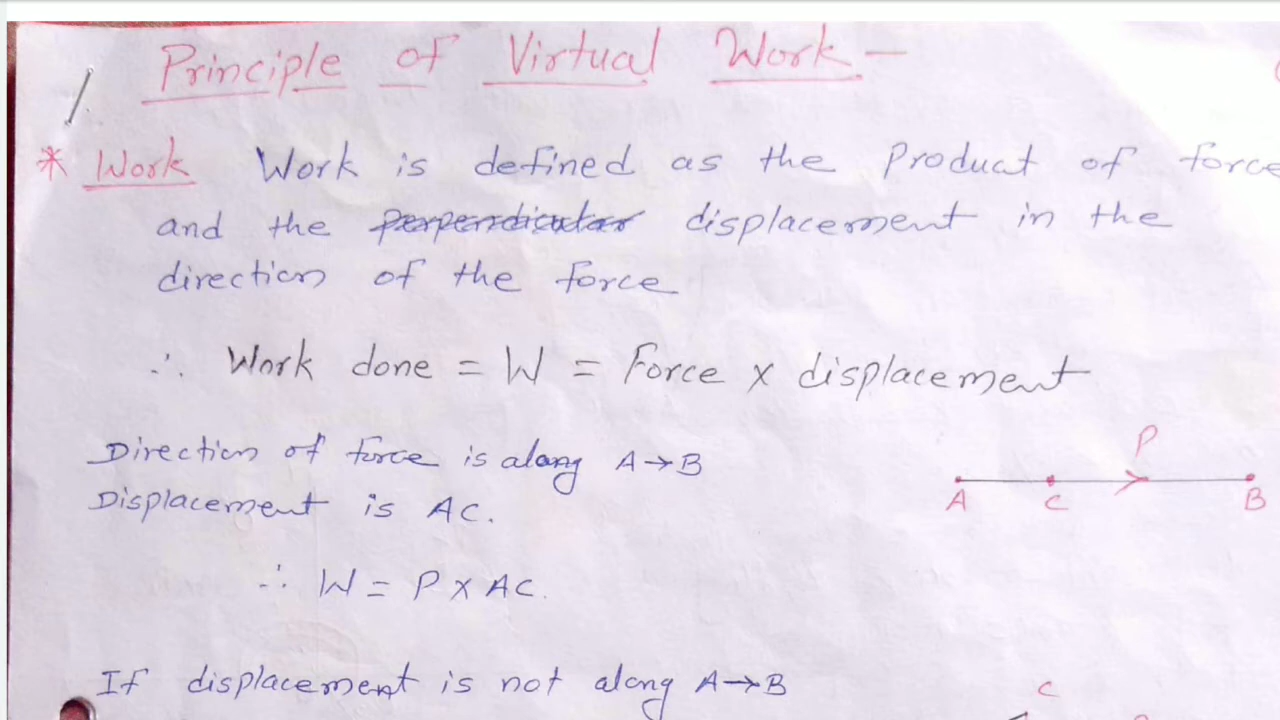 Principle of Virtual Work —
1.
* Work Work is defined as the Product of force
and the perpendicular displacement in the
direction of the force
∴ Work done = W = Force x displacement
Direction of force is along A→B
Displacement is AC.
P
A C B
∴ W = P X AC.
If displacement is not along A→B
C